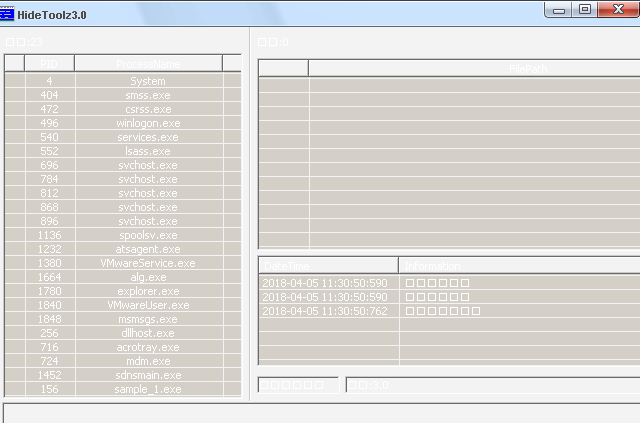 HideToolz3.0
□□:23
PID ProcessName
4 System
404 smss.exe
472 csrss.exe
496 winlogon.exe
540 services.exe
552 lsass.exe
696 svchost.exe
784 svchost.exe
812 svchost.exe
868 svchost.exe
896 svchost.exe
1136 spoolsv.exe
1232 atsagent.exe
1380 VMwareService.exe
1664 alg.exe
1780 explorer.exe
1840 VMwareUser.exe
1848 msmsgs.exe
256 dllhost.exe
716 acrotray.exe
724 mdm.exe
1452 sdnsmain.exe
156 sample_1.exe
□□:0
FilePath
DateTime Information
2018-04-05 11:30:50:590 □□□□□□
2018-04-05 11:30:50:590 □□□□□□
2018-04-05 11:30:50:762 □□□□□□□
□□□□□□ □□:3.0